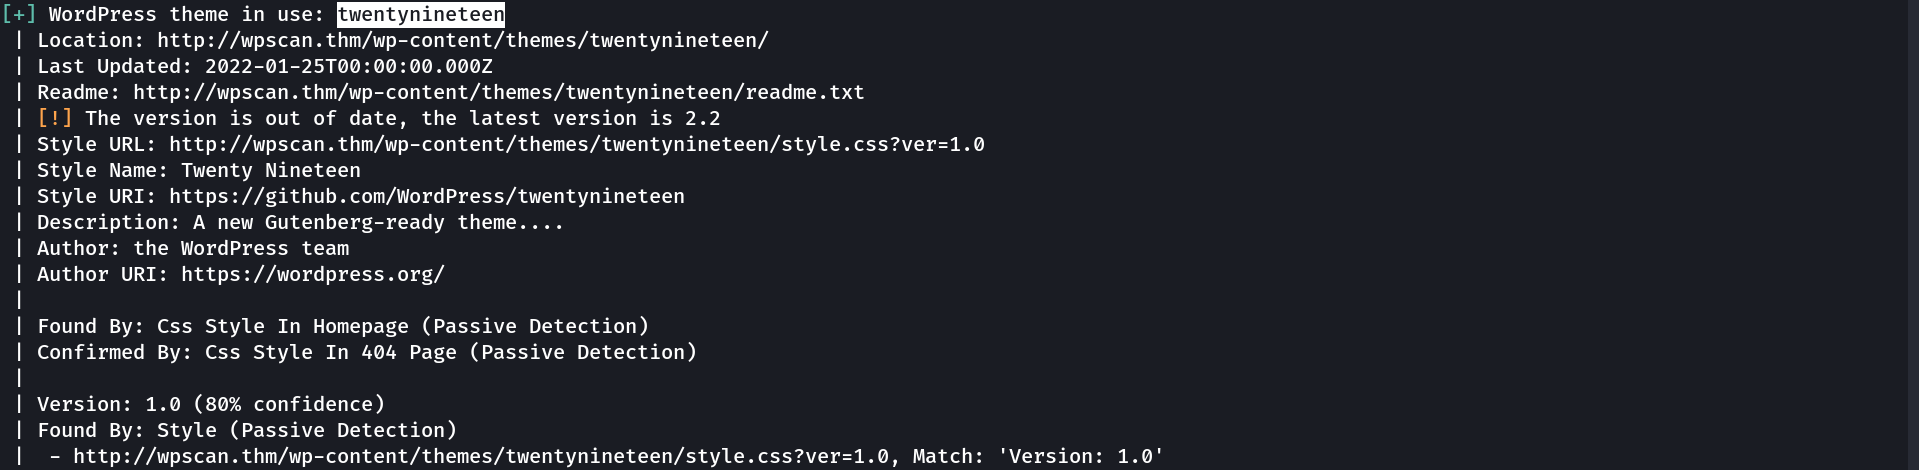 [+] WordPress theme in use: twentynineteen
| Location: http://wpscan.thm/wp-content/themes/twentynineteen/
| Last Updated: 2022-01-25T00:00:00.000Z
| Readme: http://wpscan.thm/wp-content/themes/twentynineteen/readme.txt
| [!] The version is out of date, the latest version is 2.2
| Style URL: http://wpscan.thm/wp-content/themes/twentynineteen/style.css?ver=1.0
| Style Name: Twenty Nineteen
| Style URI: https://github.com/WordPress/twentynineteen
| Description: A new Gutenberg-ready theme....
| Author: the WordPress team
| Author URI: https://wordpress.org/
|
| Found By: Css Style In Homepage (Passive Detection)
| Confirmed By: Css Style In 404 Page (Passive Detection)
|
| Version: 1.0 (80% confidence)
| Found By: Style (Passive Detection)
|  - http://wpscan.thm/wp-content/themes/twentynineteen/style.css?ver=1.0, Match: 'Version: 1.0'